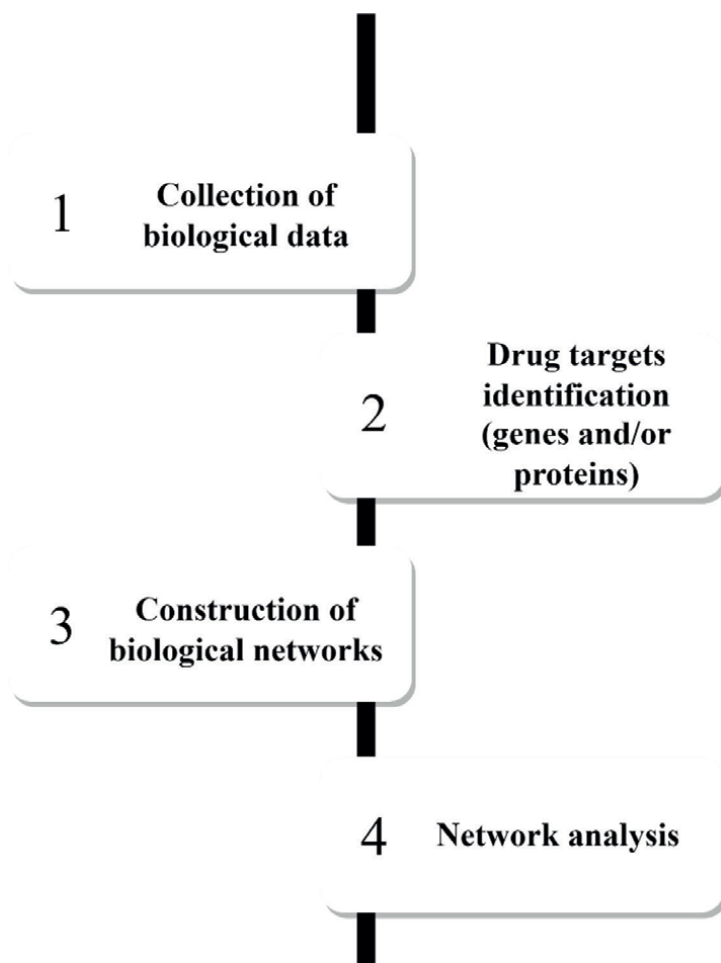 1
Collection of
biological data
2
Drug targets
identification
(genes and/or
proteins)
3
Construction of
biological networks
4
Network analysis